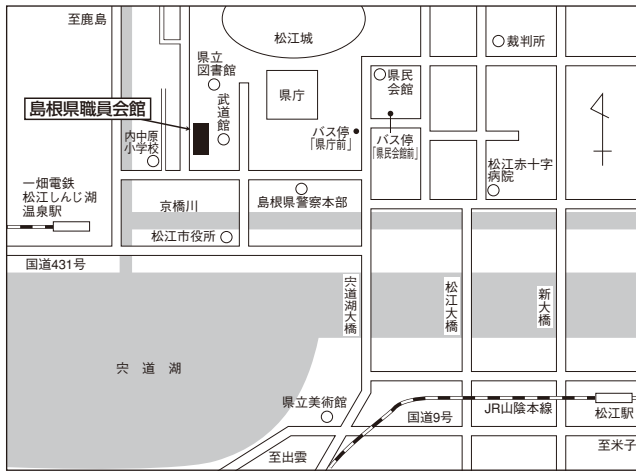 至鹿島
松江城
裁判所
県立
図書館
県民
会館
県庁
島根県職員会館
武道館
バス停
「県庁前」
バス停
「県民会館前」
内中原
小学校
松江赤十字
病院
一畑電鉄
松江しんじ湖
温泉駅
京橋川
島根県警察本部
松江市役所
国道431号
宍道湖大橋
松江大橋
新大橋
宍道湖
県立美術館
国道9号
JR山陰本線
松江駅
至出雲
至米子